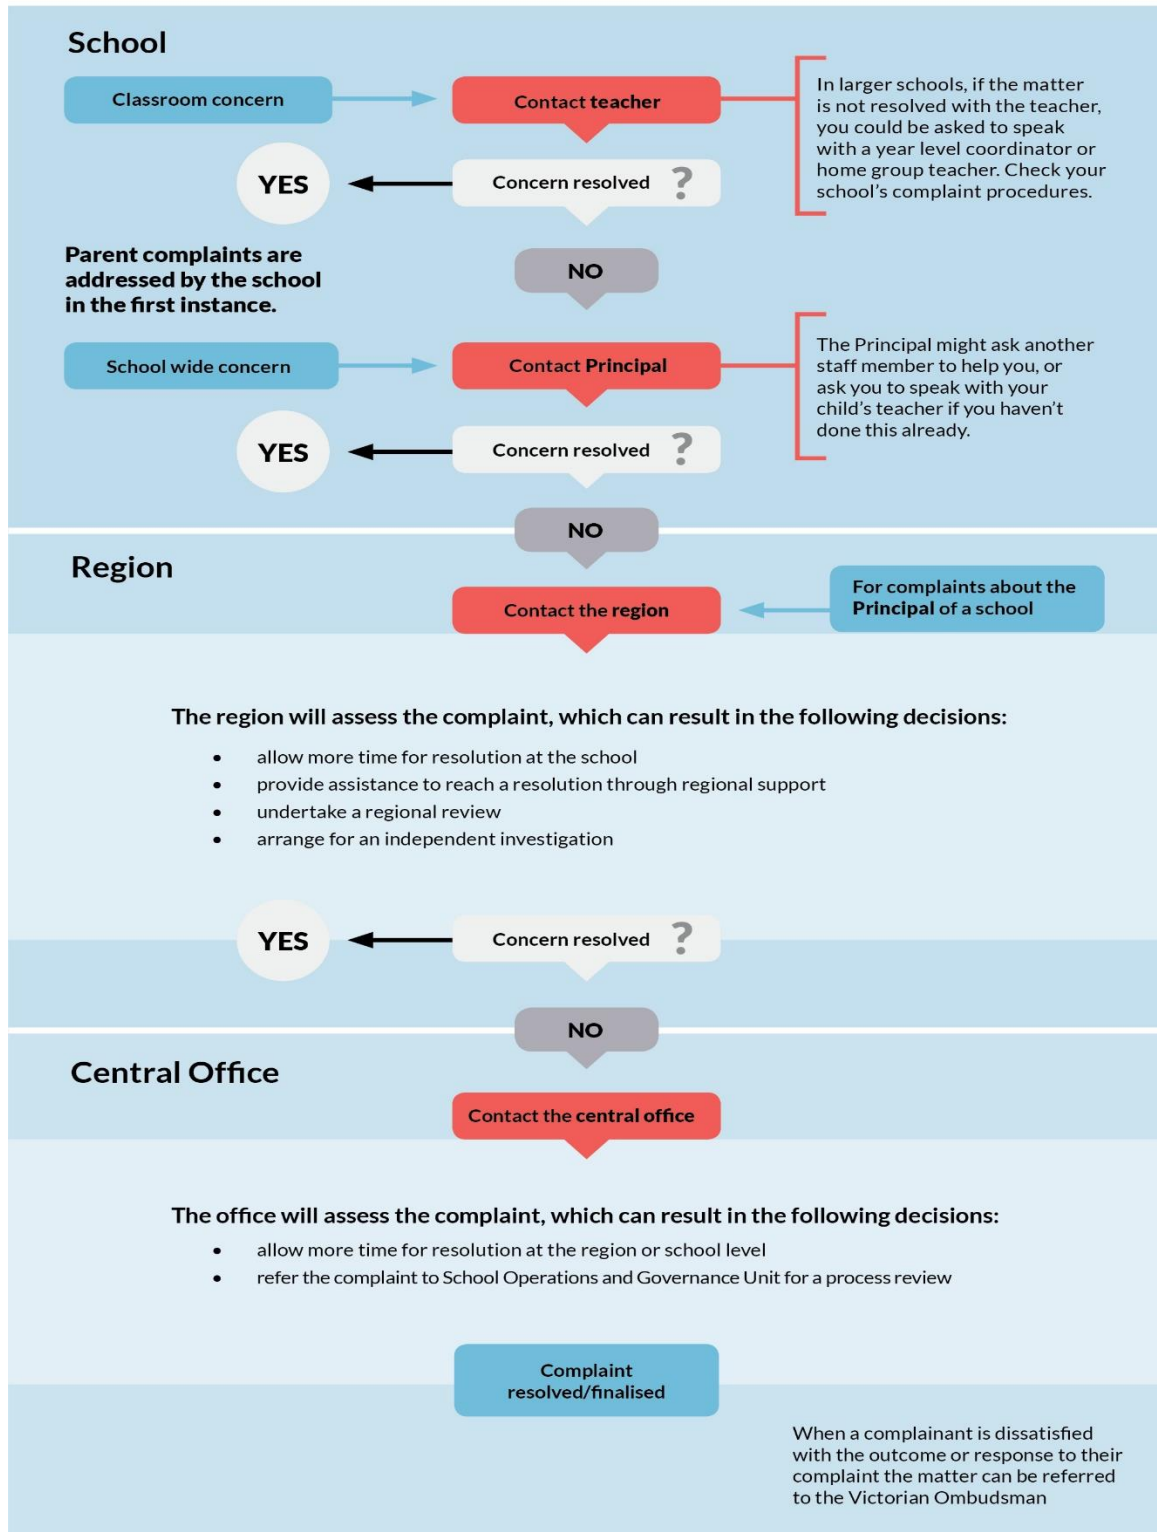 School
Classroom concern
Contact teacher
In larger schools, if the matter
is not resolved with the teacher,
you could be asked to speak
with a year level coordinator or
home group teacher. Check your
school’s complaint procedures.
YES
Concern resolved ?
Parent complaints are
addressed by the school
in the first instance.
NO
School wide concern
Contact Principal
The Principal might ask another
staff member to help you, or
ask you to speak with your
child’s teacher if you haven’t
done this already.
YES
Concern resolved ?
NO
Region
Contact the region
For complaints about the
Principal of a school
The region will assess the complaint, which can result in the following decisions:
• allow more time for resolution at the school
• provide assistance to reach a resolution through regional support
• undertake a regional review
• arrange for an independent investigation
YES
Concern resolved ?
NO
Central Office
Contact the central office
The office will assess the complaint, which can result in the following decisions:
• allow more time for resolution at the region or school level
• refer the complaint to School Operations and Governance Unit for a process review
Complaint
resolved/finalised
When a complainant is dissatisfied
with the outcome or response to their
complaint the matter can be referred
to the Victorian Ombudsman